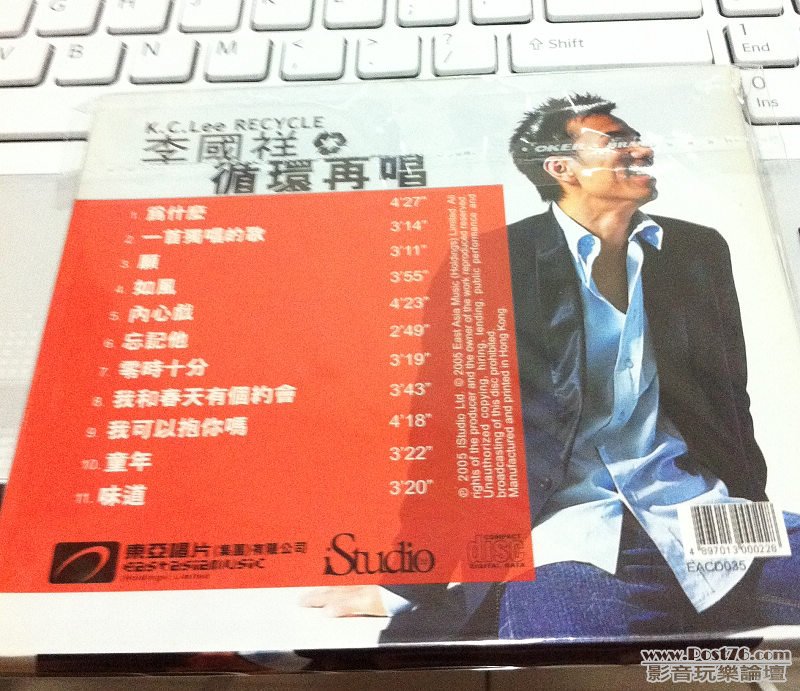 G
H
J
V
B
N
M
<
,
>
.
?
/
⇧ Shift
1
End
0
Ins
K.C.Lee RECYCLE
李國祥
循環再唱
1. 為什麼 4'27"
2. 一首獨唱的歌 3'14"
3. 願 3'11"
4. 如風 3'55"
5. 內心戲 4'23"
6. 忘記他 2'49"
7. 零時十分 3'19"
8. 我和春天有個約會 3'43"
9. 我可以抱你嗎 4'18"
10. 童年 3'22"
11. 味道 3'20"
℗ 2005 iStudio Ltd © 2005 East Asia Music (Holdings) Limited. All
rights of the producer and the owner of the work reproduced reserved.
Unauthorized copying, hiring, lending, public performance and
broadcasting of this disc prohibited.
Manufactured and printed in Hong Kong
東亞唱片(集團)有限公司
eastasiamusic
(Holdings) Limited
iStudio
COMPACT
disc
DIGITAL DATA
4 897013 000226
EACD035
www.Post76.com
影音玩樂論壇